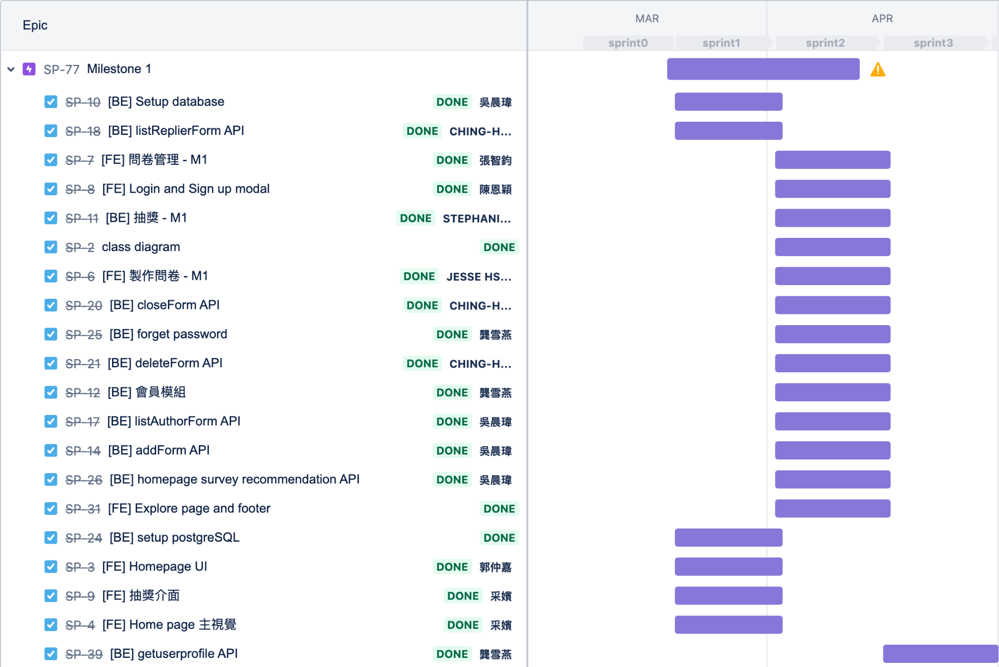 Epic
MAR APR
sprint0 sprint1 sprint2 sprint3
SP-77 Milestone 1
SP-10 [BE] Setup database DONE 吳晨瑋
SP-18 [BE] listReplierForm API DONE CHING-H...
SP-7 [FE] 問卷管理 - M1 DONE 張智鈞
SP-8 [FE] Login and Sign up modal DONE 陳恩穎
SP-11 [BE] 抽獎 - M1 DONE STEPHANI...
SP-2 class diagram DONE
SP-6 [FE] 製作問卷 - M1 DONE JESSE HS...
SP-20 [BE] closeForm API DONE CHING-H...
SP-25 [BE] forget password DONE 龔雪燕
SP-21 [BE] deleteForm API DONE CHING-H...
SP-12 [BE] 會員模組 DONE 龔雪燕
SP-17 [BE] listAuthorForm API DONE 吳晨瑋
SP-14 [BE] addForm API DONE 吳晨瑋
SP-26 [BE] homepage survey recommendation API DONE 吳晨瑋
SP-31 [FE] Explore page and footer DONE
SP-24 [BE] setup postgreSQL DONE
SP-3 [FE] Homepage UI DONE 郭仲嘉
SP-9 [FE] 抽獎介面 DONE 采嬪
SP-4 [FE] Home page 主視覺 DONE 采嬪
SP-39 [BE] getuserprofile API DONE 龔雪燕